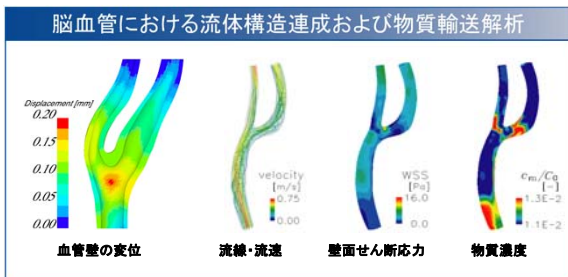 脳血管における流体構造連成および物質輸送解析
Displacement [mm]
0.20
0.15
0.10
0.05
0.00
velocity
[m/s]
0.75
0.00
WSS
[Pa]
16.0
0.0
cm/C0
[-]
1.3E-2
1.1E-2
血管壁の変位
流線・流速
壁面せん断応力
物質濃度